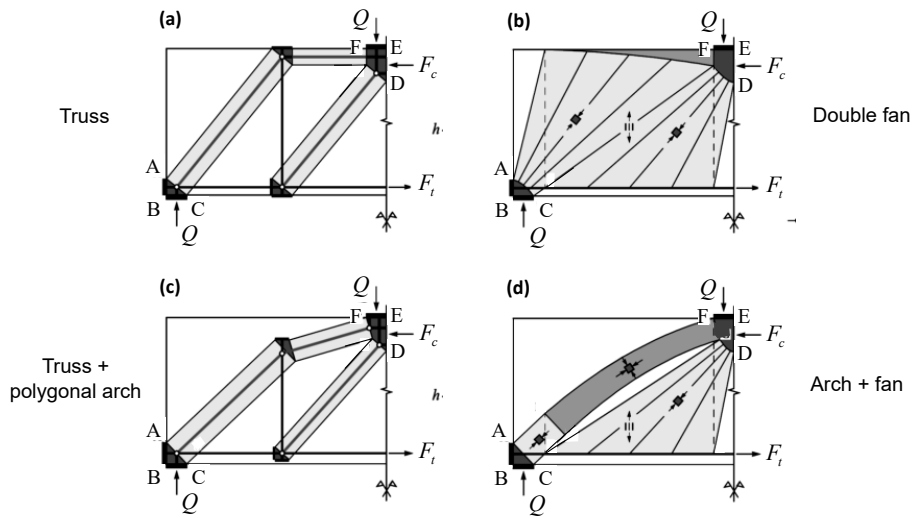 (a)
Q
F E
F_c
D
Truss
h
A
F_t
B C
Q
(b)
Q
F E
F_c
D
Double fan
A
F_t
B C
Q
(c)
Q
F E
F_c
D
Truss +
polygonal arch
h
A
F_t
B C
Q
(d)
Q
F E
F_c
D
Arch + fan
A
F_t
B C
Q